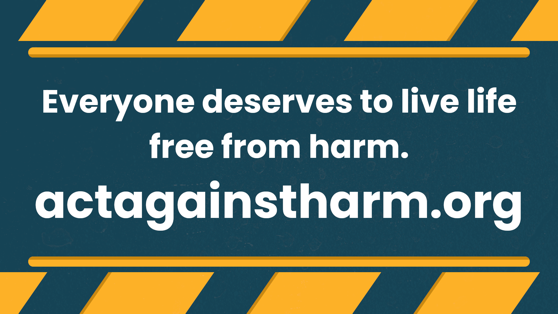 Everyone deserves to live life
free from harm.
actagainstharm.org